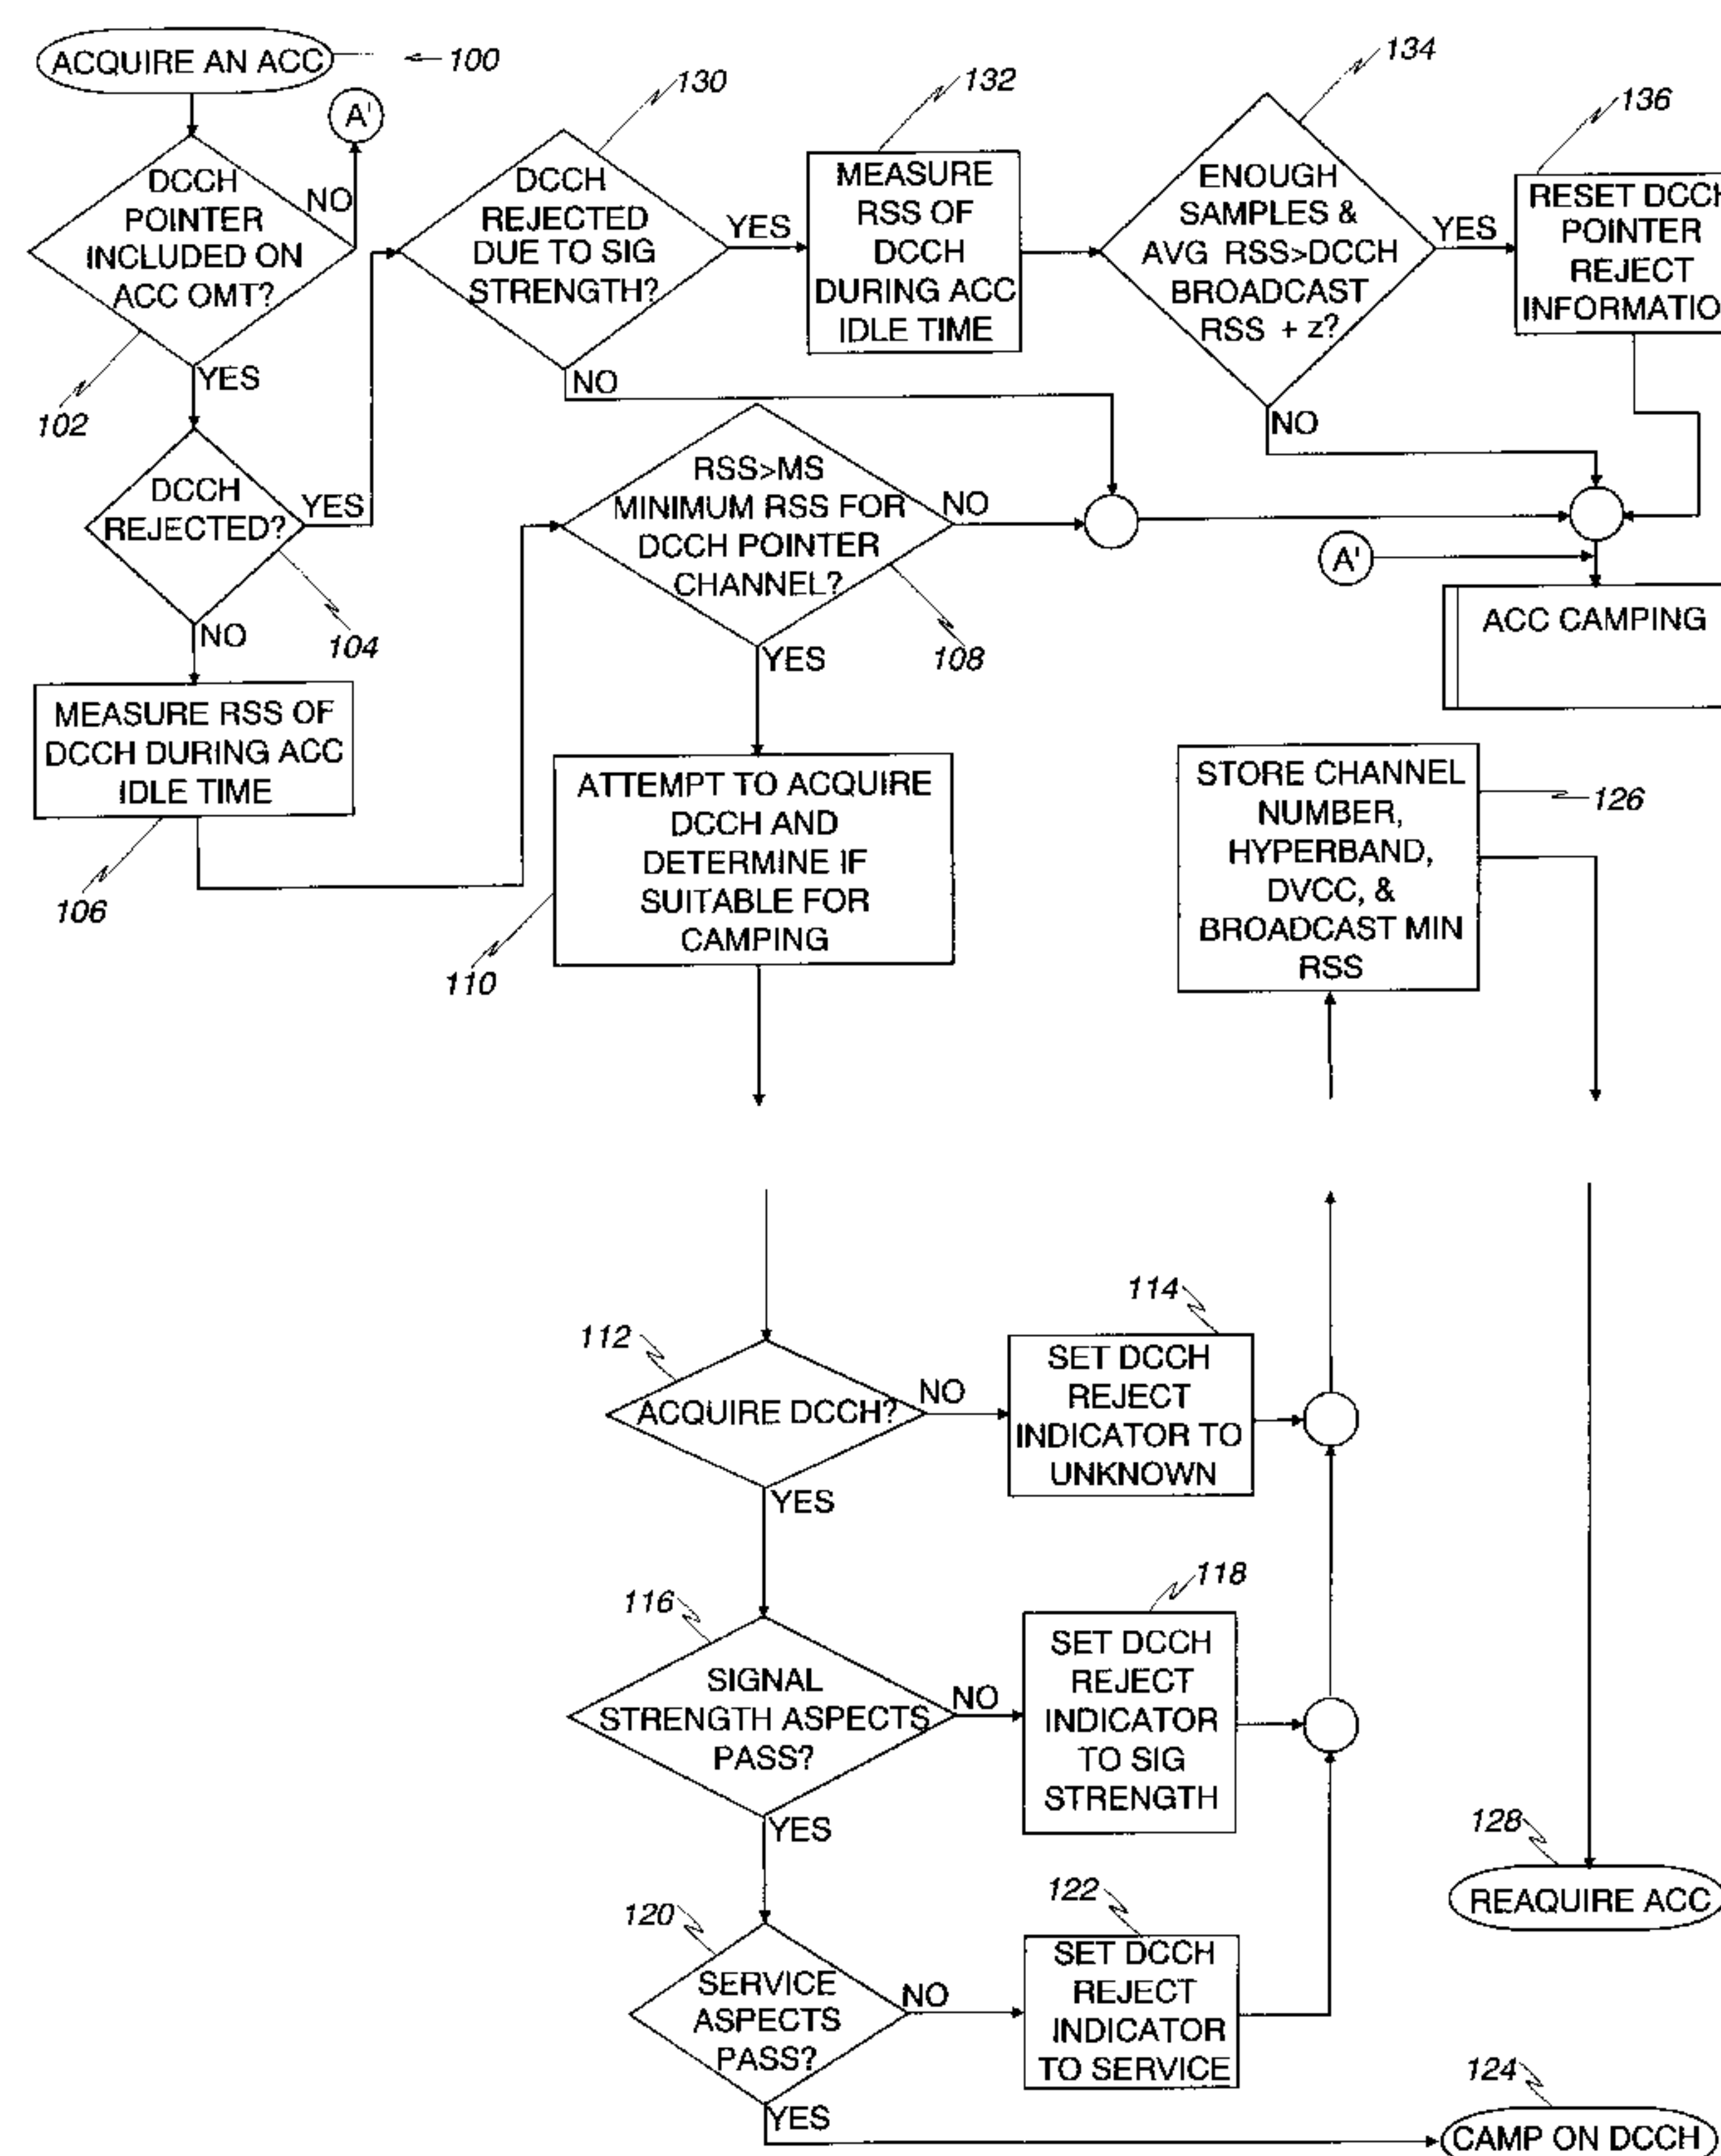 ACQUIRE AN ACC
100
A'
DCCH
POINTER
INCLUDED ON
ACC OMT?
NO
YES
102
DCCH
REJECTED?
YES
NO
104
MEASURE RSS OF
DCCH DURING ACC
IDLE TIME
106
130
DCCH
REJECTED
DUE TO SIG
STRENGTH?
YES
NO
132
MEASURE
RSS OF
DCCH
DURING ACC
IDLE TIME
134
ENOUGH
SAMPLES &
AVG RSS>DCCH
BROADCAST
RSS + z?
YES
NO
136
RESET DCCH
POINTER
REJECT
INFORMATIO
RSS>MS
MINIMUM RSS FOR
DCCH POINTER
CHANNEL?
NO
YES
108
A'
ACC CAMPING
ATTEMPT TO ACQUIRE
DCCH AND
DETERMINE IF
SUITABLE FOR
CAMPING
110
STORE CHANNEL
NUMBER,
HYPERBAND,
DVCC, &
BROADCAST MIN
RSS
126
112
ACQUIRE DCCH?
NO
YES
114
SET DCCH
REJECT
INDICATOR TO
UNKNOWN
116
SIGNAL
STRENGTH ASPECTS
PASS?
NO
YES
118
SET DCCH
REJECT
INDICATOR
TO SIG
STRENGTH
120
SERVICE
ASPECTS
PASS?
NO
YES
122
SET DCCH
REJECT
INDICATOR
TO SERVICE
128
REAQUIRE ACC
124
CAMP ON DCCH